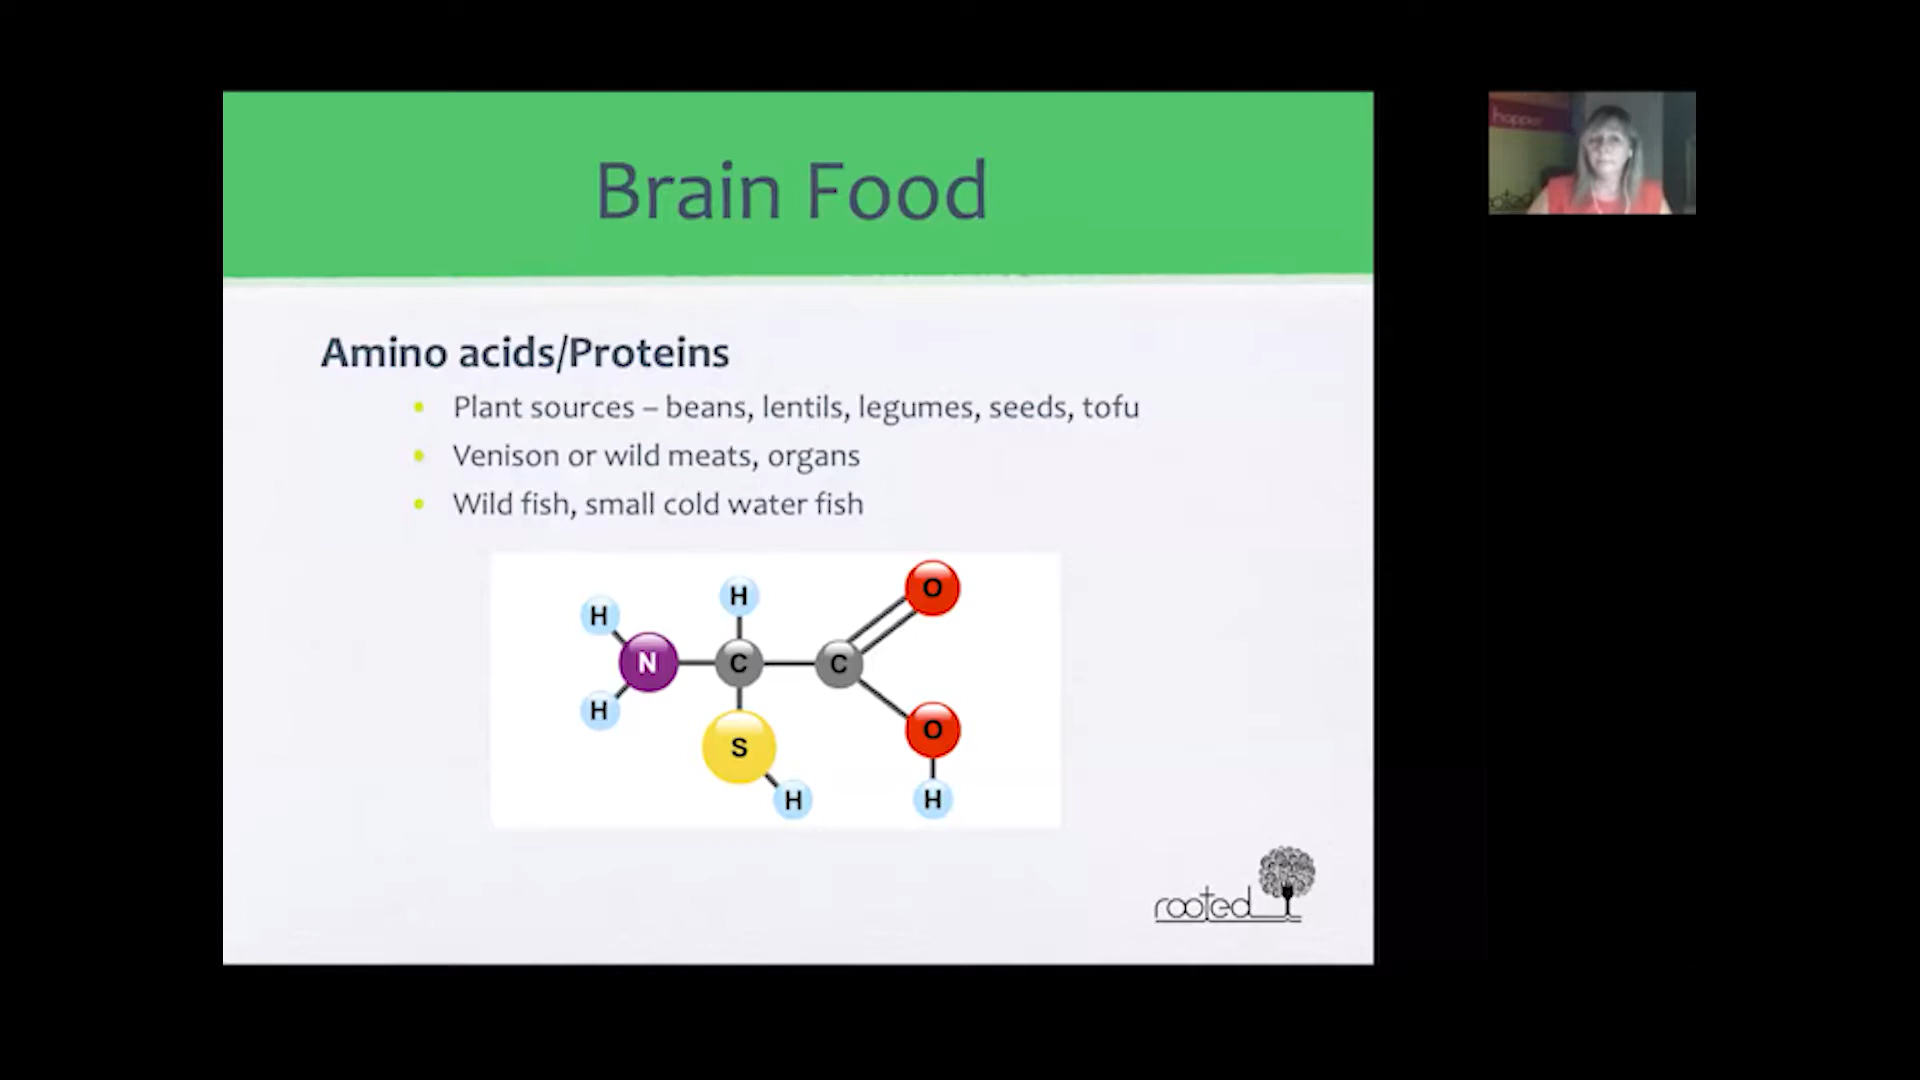 Brain Food
hopper
Amino acids/Proteins
• Plant sources – beans, lentils, legumes, seeds, tofu
• Venison or wild meats, organs
• Wild fish, small cold water fish
O
H
H
N
C
C
H
S
O
H
H
rooted